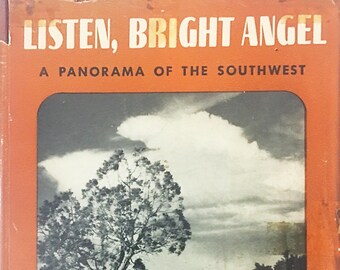 LISTEN, BRIGHT ANGEL
A PANORAMA OF THE SOUTHWEST